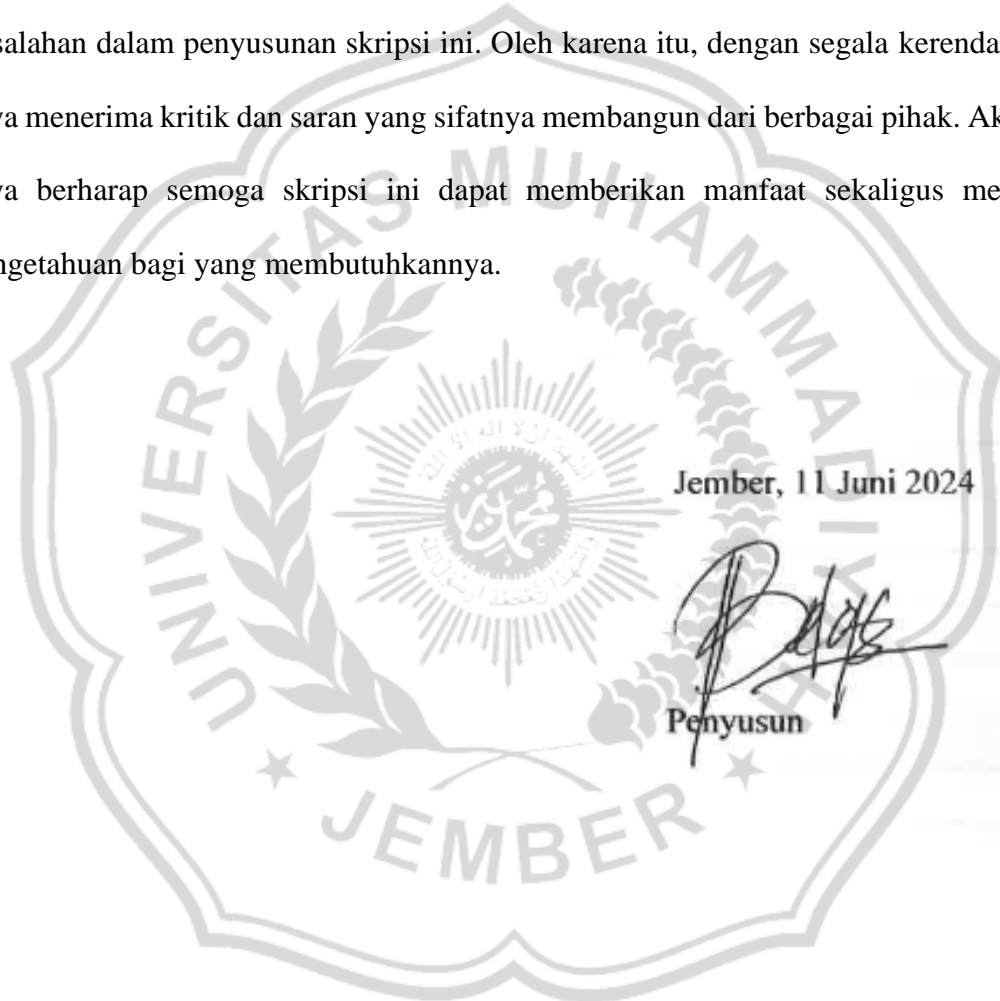 salahan dalam penyusunan skripsi ini. Oleh karena itu, dengan segala kerenda
a menerima kritik dan saran yang sifatnya membangun dari berbagai pihak. Ak
a berharap semoga skripsi ini dapat memberikan manfaat sekaligus me
ngetahuan bagi yang membutuhkannya.
UNIVERSITAS MUHAMMADIYAH
Jember, 11 Juni 2024
Penyusun
JEMBER